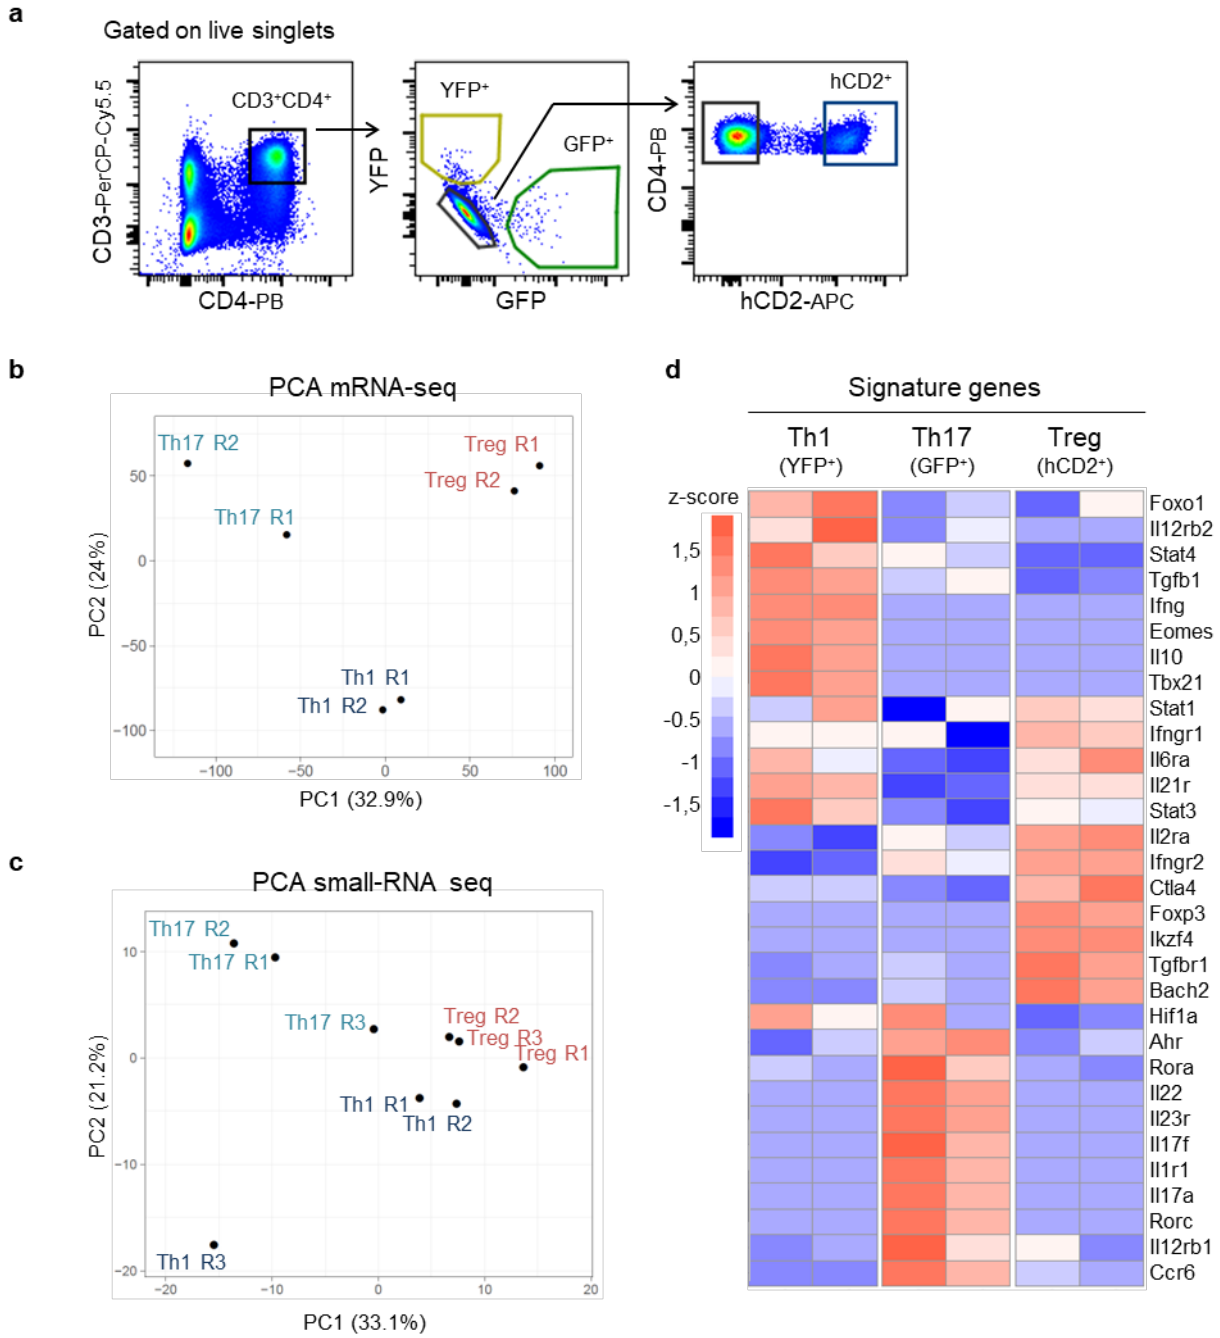 a
Gated on live singlets
CD3-PerCP-Cy5.5
CD3+CD4+
CD4-PB
YFP
YFP+
GFP+
GFP
CD4-PB
hCD2+
hCD2-APC
b
PCA mRNA-seq
Th17 R2
Th17 R1
Treg R1
Treg R2
Th1 R1
Th1 R2
50
0
−50
−100
PC2 (24%)
−100
−50
0
50
100
PC1 (32.9%)
c
PCA small-RNA seq
Th17 R2
Th17 R1
Th17 R3
Treg R2
Treg R3
Treg R1
Th1 R1
Th1 R2
Th1 R3
10
0
−10
−20
PC2 (21.2%)
−20
−10
0
10
20
PC1 (33.1%)
d
Signature genes
Th1 Th17 Treg
(YFP+) (GFP+) (hCD2+)
z-score
1,5
1
0,5
0
-0.5
-1
-1,5
Foxo1
Il12rb2
Stat4
Tgfb1
Ifng
Eomes
Il10
Tbx21
Stat1
Ifngr1
Il6ra
Il21r
Stat3
Il2ra
Ifngr2
Ctla4
Foxp3
Ikzf4
Tgfbr1
Bach2
Hif1a
Ahr
Rora
Il22
Il23r
Il17f
Il1r1
Il17a
Rorc
Il12rb1
Ccr6